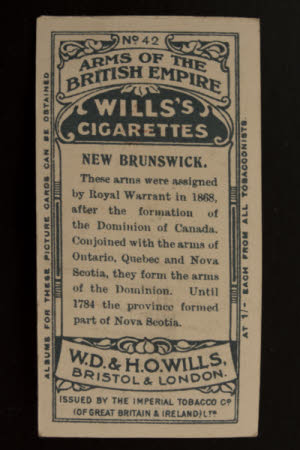 No 42
ARMS OF THE
BRITISH EMPIRE
WILLS'S
CIGARETTES
NEW BRUNSWICK.
These arms were assigned
by Royal Warrant in 1868,
after the formation of
the Dominion of Canada.
Conjoined with the arms of
Ontario, Quebec and Nova
Scotia, they form the arms
of the Dominion. Until
1784 the province formed
part of Nova Scotia.
W.D. & H.O. WILLS,
BRISTOL & LONDON.
ISSUED BY THE IMPERIAL TOBACCO Co
(OF GREAT BRITAIN & IRELAND) LTD
ALBUMS FOR THESE PICTURE CARDS CAN BE OBTAINED
AT 1/- EACH FROM ALL TOBACCONISTS.